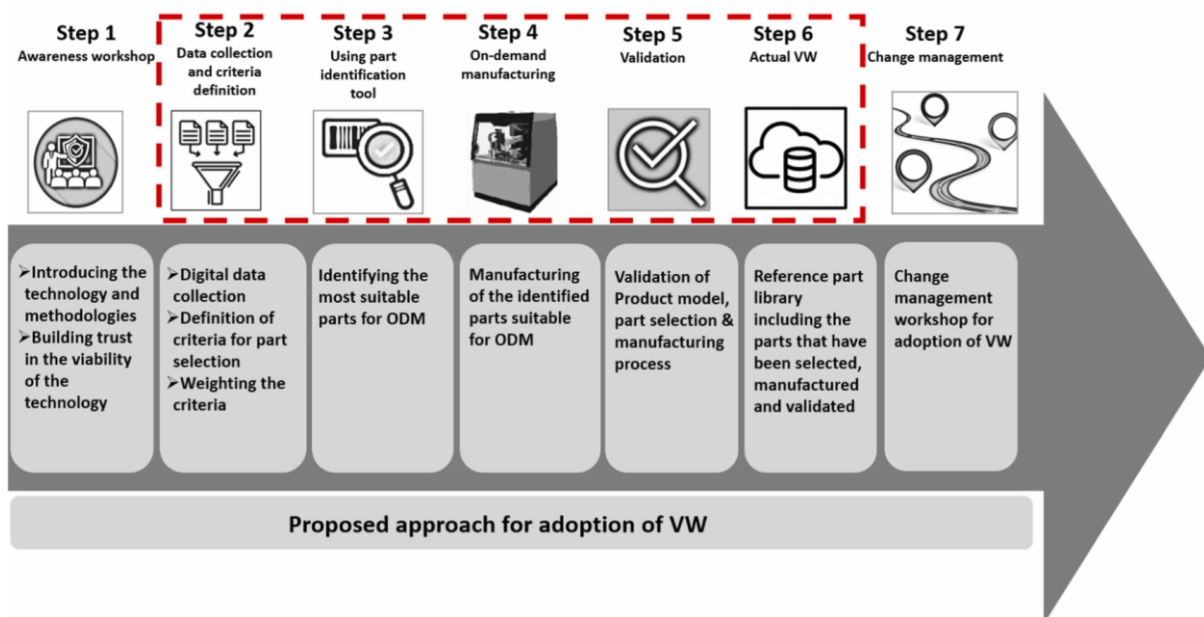 Step 1
Awareness workshop
Step 2
Data collection
and criteria
definition
Step 3
Using part
identification
tool
Step 4
On-demand
manufacturing
Step 5
Validation
Step 6
Actual VW
Step 7
Change management
➢Introducing the
technology and
methodologies
➢Building trust
in the viability
of the
technology
➢Digital data
collection
➢Definition of
criteria for part
selection
➢Weighting the
criteria
Identifying the
most suitable
parts for ODM
Manufacturing
of the identified
parts suitable
for ODM
Validation of
Product model,
part selection &
manufacturing
process
Reference part
library
including the
parts that have
been selected,
manufactured
and validated
Change
management
workshop for
adoption of VW
Proposed approach for adoption of VW